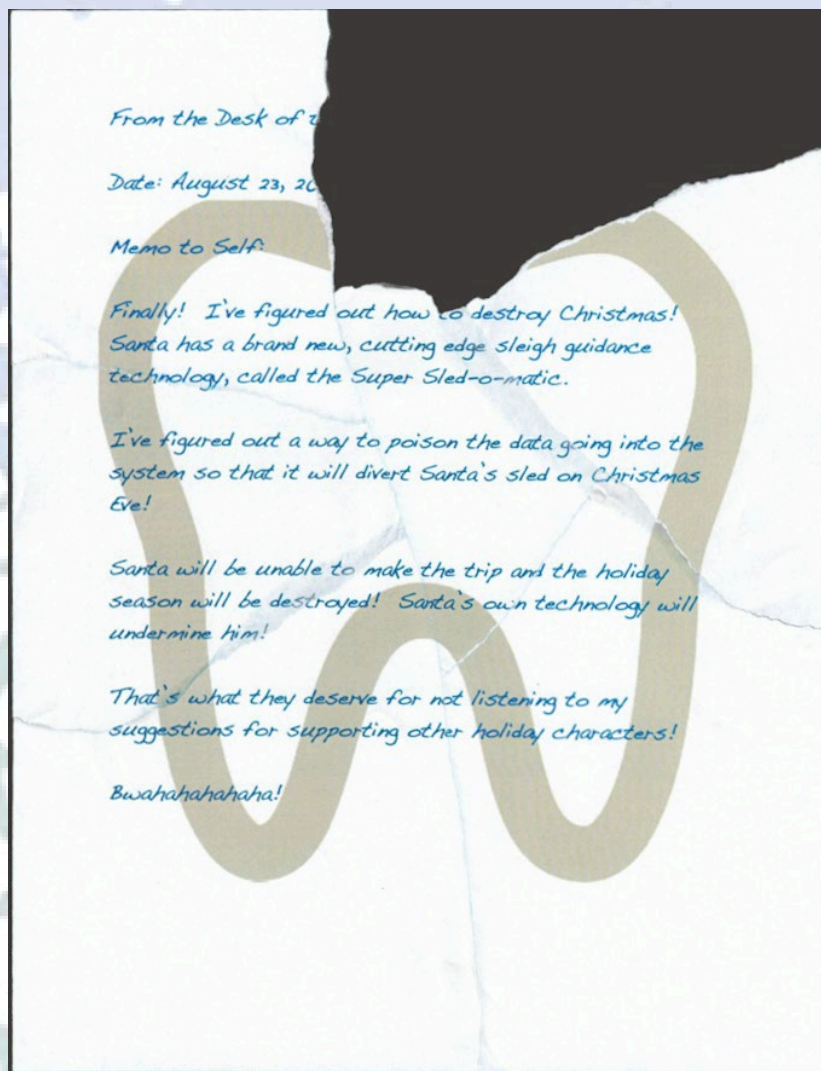 From the Desk of
Date: August 23,
Memo to Self:
Finally! I've figured out how to destroy Christmas!
Santa has a brand new, cutting edge sleigh guidance
technology, called the Super Sled-o-matic.
I've figured out a way to poison the data going into the
system so that it will divert Santa's sled on Christmas
Eve!
Santa will be unable to make the trip and the holiday
season will be destroyed! Santa's own technology will
undermine him!
That's what they deserve for not listening to my
suggestions for supporting other holiday characters!
Bwahahahahaha!